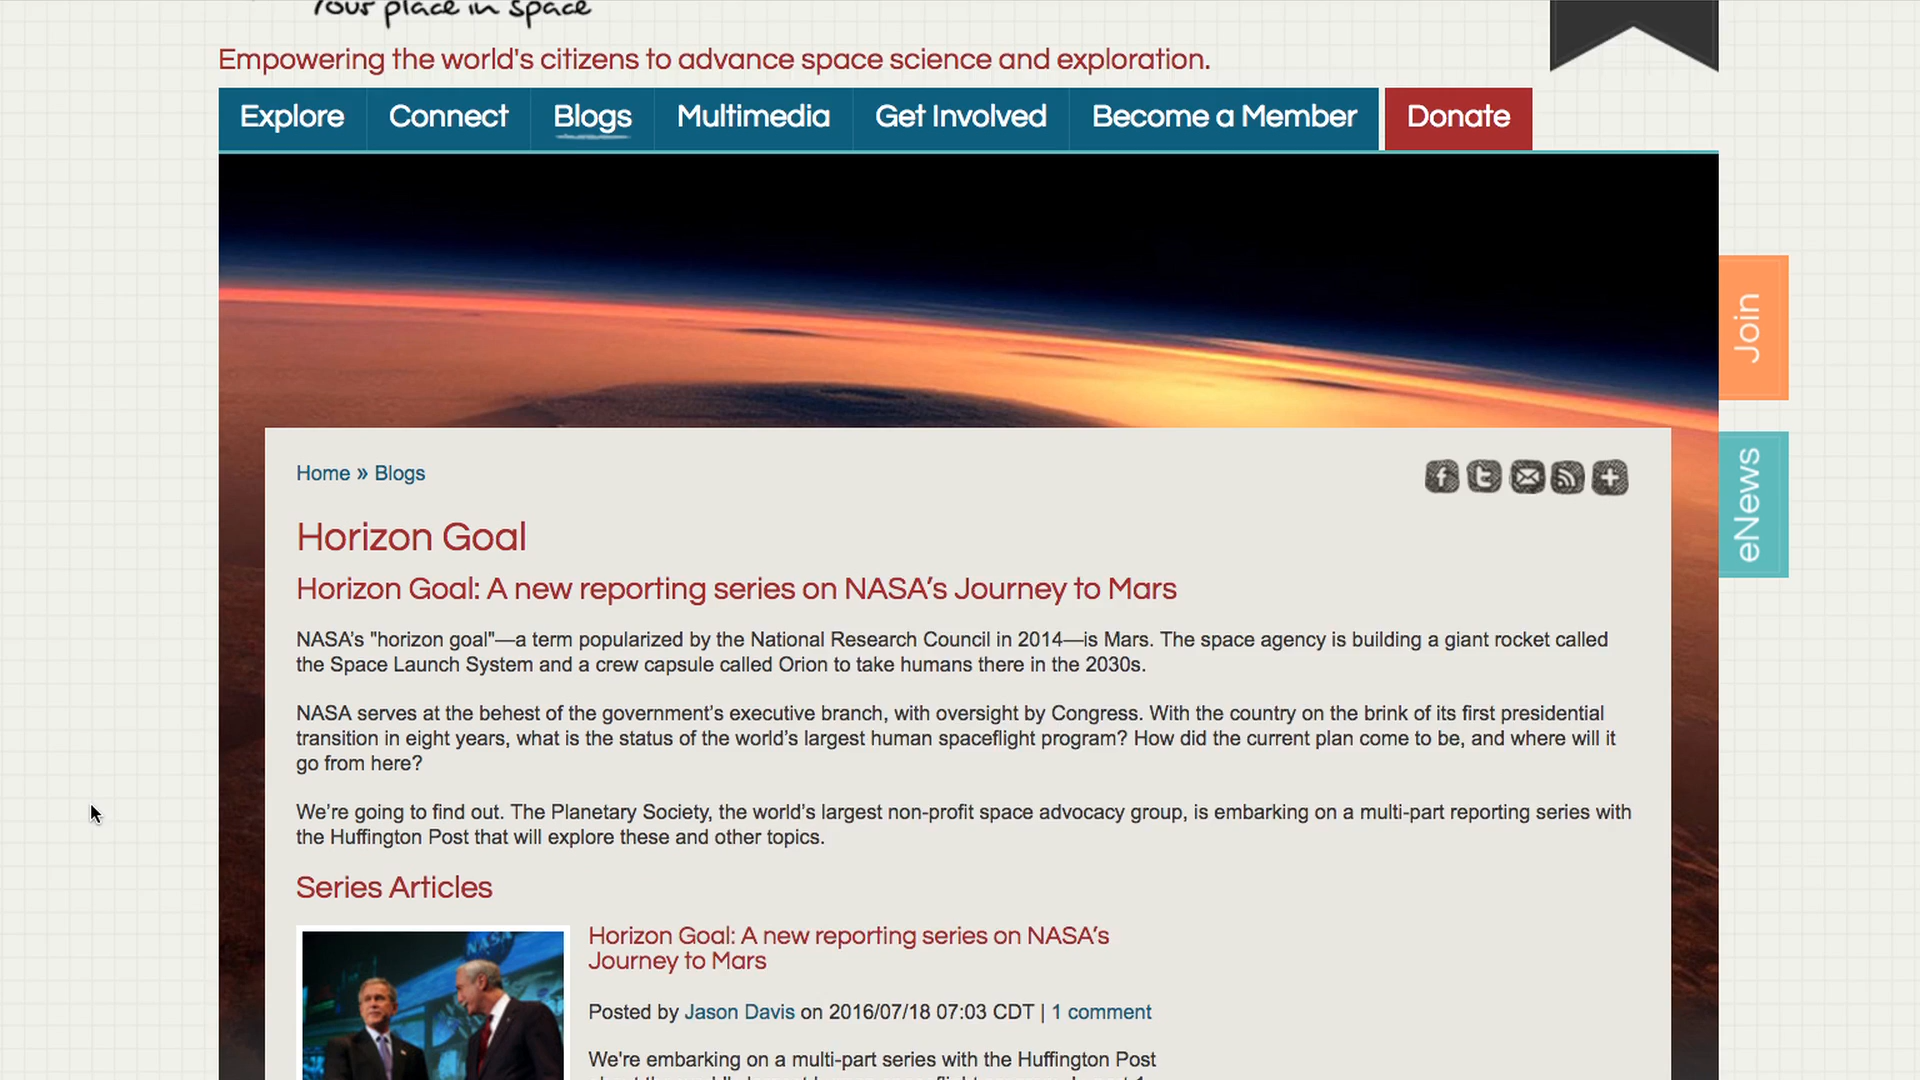 Your place in space
Empowering the world's citizens to advance space science and exploration.
Explore Connect Blogs Multimedia Get Involved Become a Member Donate
Join
eNews
Home » Blogs
Horizon Goal
Horizon Goal: A new reporting series on NASA’s Journey to Mars
NASA’s "horizon goal"—a term popularized by the National Research Council in 2014—is Mars. The space agency is building a giant rocket called
the Space Launch System and a crew capsule called Orion to take humans there in the 2030s.
NASA serves at the behest of the government’s executive branch, with oversight by Congress. With the country on the brink of its first presidential
transition in eight years, what is the status of the world’s largest human spaceflight program? How did the current plan come to be, and where will it
go from here?
We’re going to find out. The Planetary Society, the world’s largest non-profit space advocacy group, is embarking on a multi-part reporting series with
the Huffington Post that will explore these and other topics.
Series Articles
NASA
Horizon Goal: A new reporting series on NASA’s
Journey to Mars
Posted by Jason Davis on 2016/07/18 07:03 CDT | 1 comment
We're embarking on a multi-part series with the Huffington Post